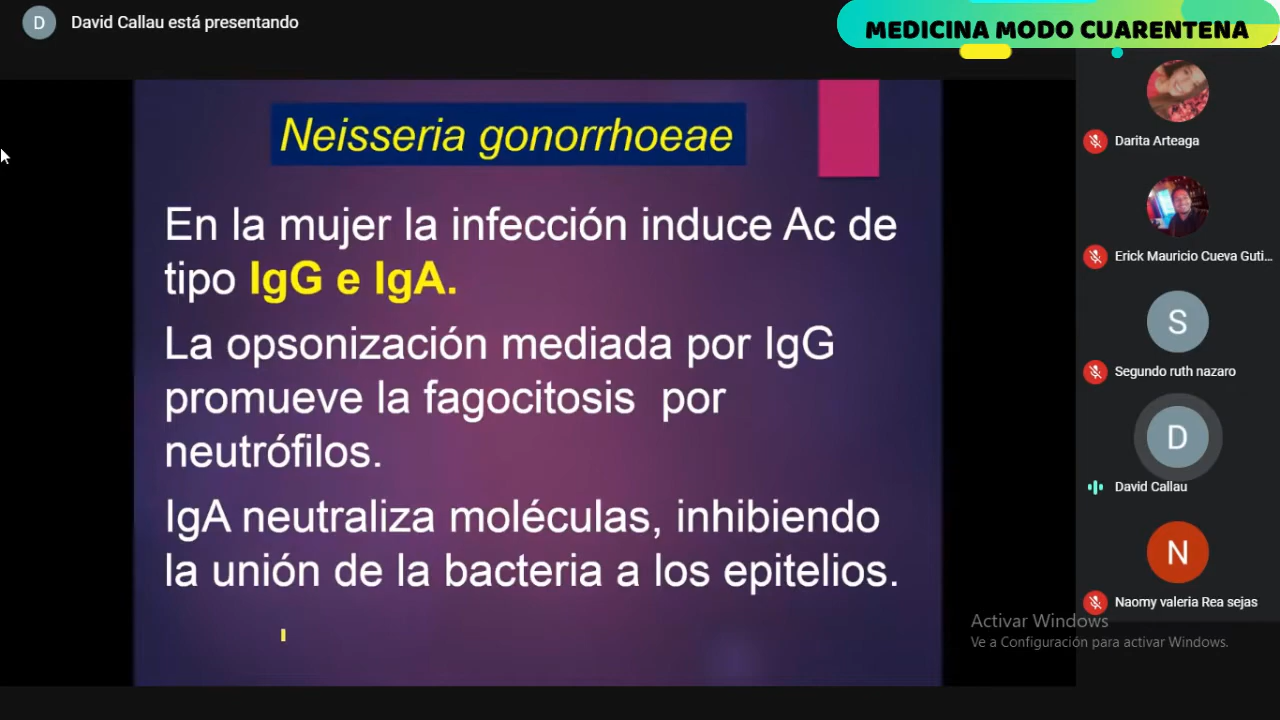 D
David Callau está presentando
MEDICINA MODO CUARENTENA
Neisseria gonorrhoeae
En la mujer la infección induce Ac de
tipo IgG e IgA.
La opsonización mediada por IgG
promueve la fagocitosis por
neutrófilos.
IgA neutraliza moléculas, inhibiendo
la unión de la bacteria a los epitelios.
Darita Arteaga
Erick Mauricio Cueva Guti...
S
Segundo ruth nazaro
D
David Callau
N
Naomy valeria Rea sejas
Activar Windows
Ve a Configuración para activar Windows.